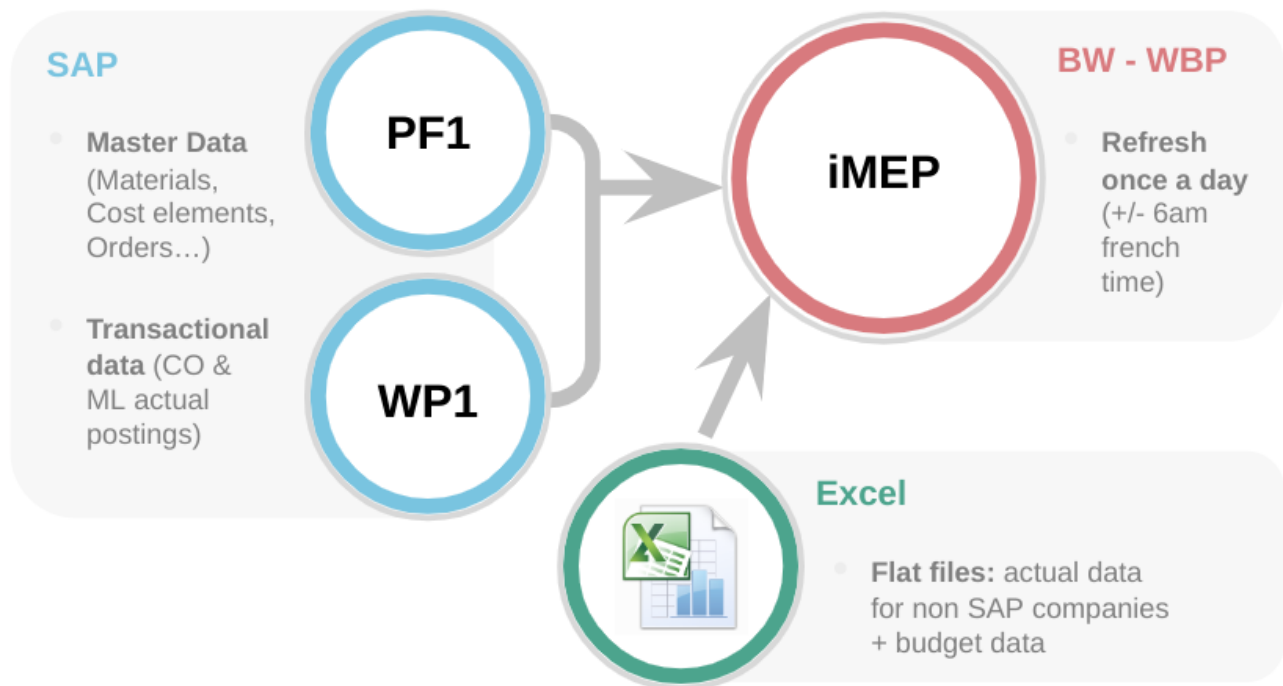 SAP
Master Data
(Materials,
Cost elements,
Orders…)
Transactional
data (CO &
ML actual
postings)
PF1
WP1
iMEP
BW - WBP
Refresh
once a day
(+/- 6am
french
time)
X
Excel
Flat files: actual data
for non SAP companies
+ budget data